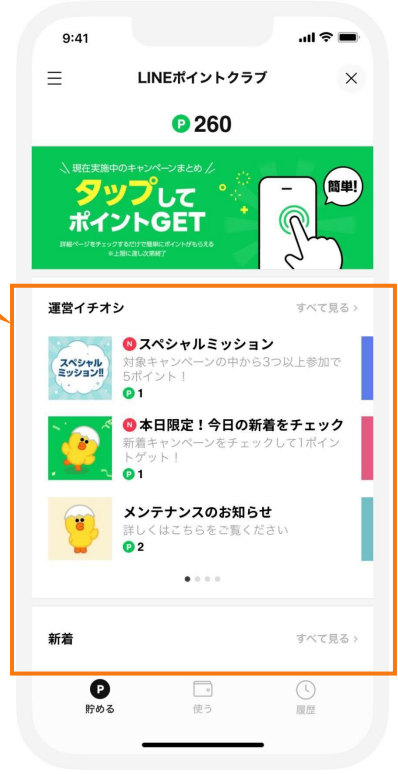 9:41
LINEポイントクラブ
P 260
現在実施中のキャンペーンまとめ
タップして
ポイントGET
簡単!
詳細ページをチェックするだけで簡単にポイントがもらえる
※上限に達し次第終了
運営イチオシ
すべて見る >
スペシャル
ミッション!!
N スペシャルミッション
対象キャンペーンの中から3つ以上参加で
5ポイント！
P 1
N 本日限定！今日の新着をチェック
新着キャンペーンをチェックして1ポイン
トゲット！
P 1
メンテナンスのお知らせ
詳しくはこちらをご覧ください
P 2
新着
すべて見る >
P
貯める
使う
履歴